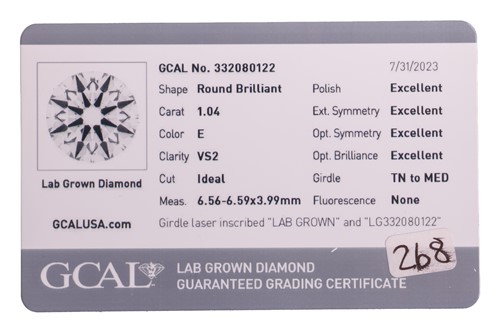 GCAL No. 332080122 7/31/2023
Shape Round Brilliant Polish Excellent
Carat 1.04 Ext. Symmetry Excellent
Color E Opt. Symmetry Excellent
Clarity VS2 Opt. Brilliance Excellent
Lab Grown Diamond Cut Ideal Girdle TN to MED
Meas. 6.56-6.59x3.99mm Fluorescence None
GCALUSA.com Girdle laser inscribed "LAB GROWN" and "LG332080122"
268
GCAL LAB GROWN DIAMOND
GUARANTEED GRADING CERTIFICATE